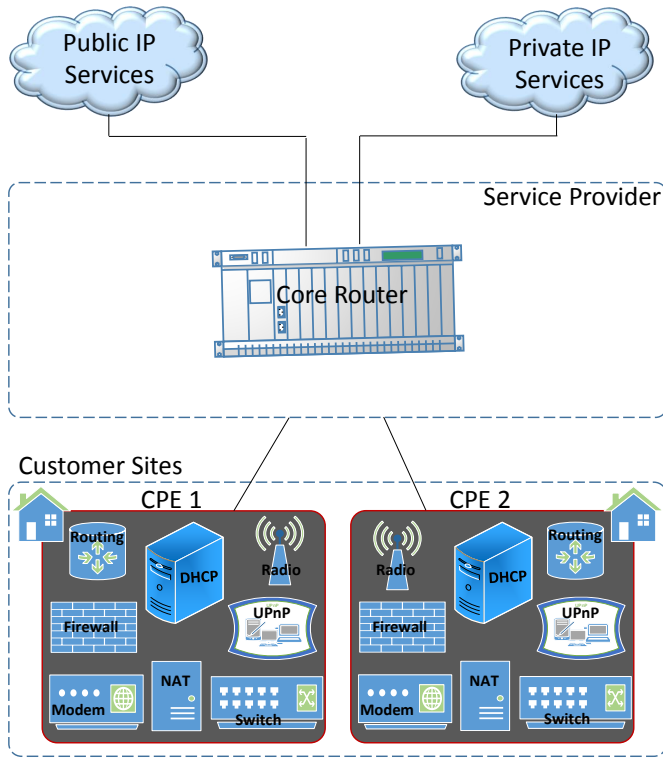 Public IP
Services
Private IP
Services
Service Provider
Core Router
Customer Sites
CPE 1
Routing
DHCP
Radio
Firewall
UPnP
Modem
NAT
Switch
CPE 2
Radio
DHCP
Routing
Firewall
UPnP
Modem
NAT
Switch